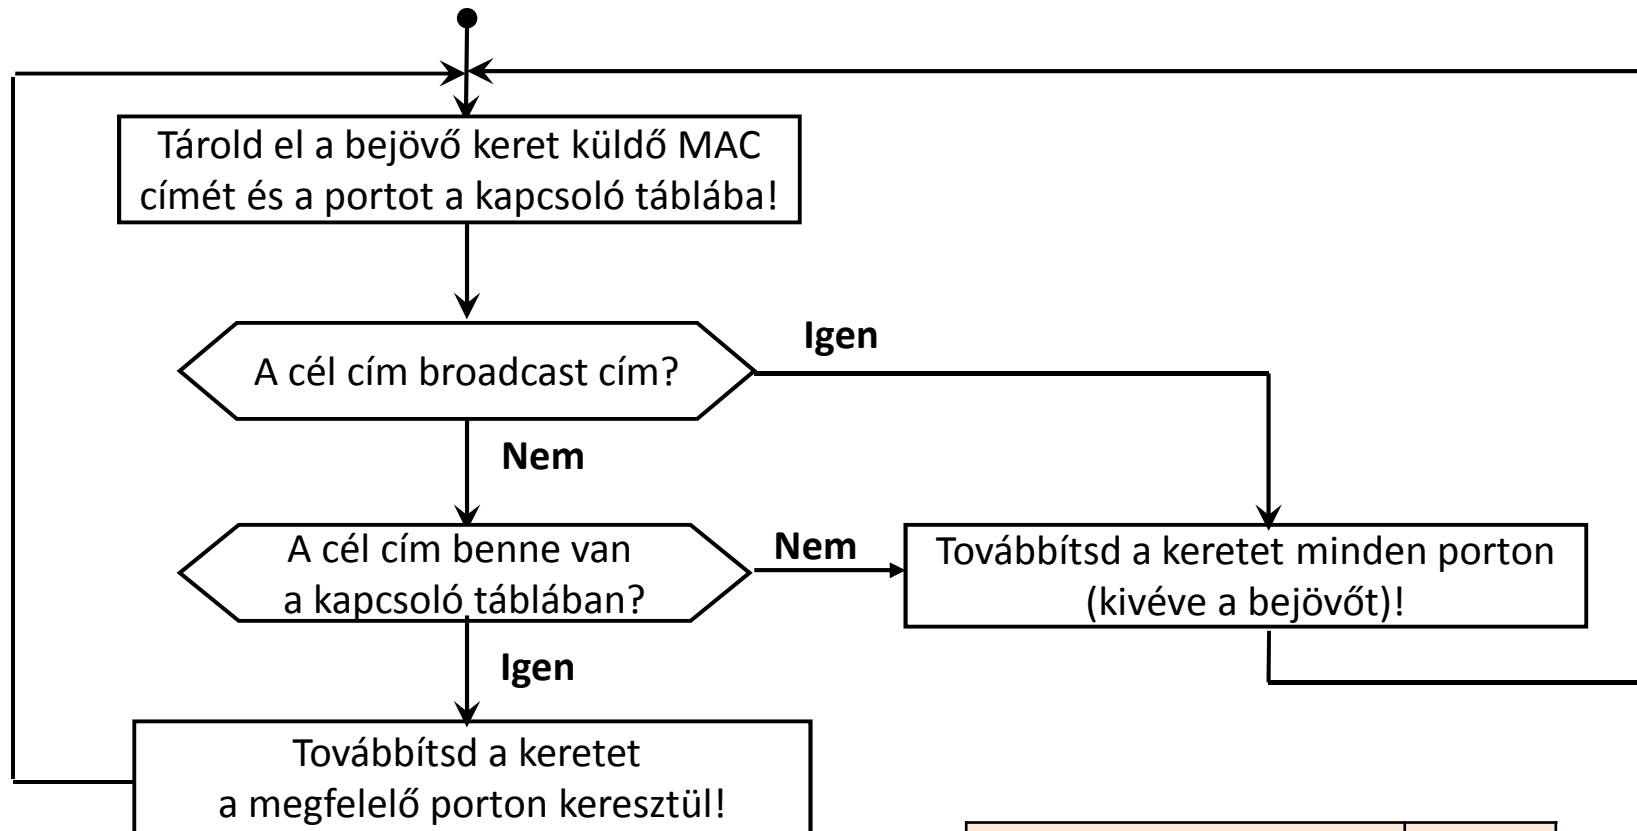 Tárold el a bejövő keret küldő MAC
címét és a portot a kapcsoló táblába!
A cél cím broadcast cím?
Igen
Nem
A cél cím benne van
a kapcsoló táblában?
Nem
Továbbítsd a keretet minden porton
(kivéve a bejövőt)!
Igen
Továbbítsd a keretet
a megfelelő porton keresztül!